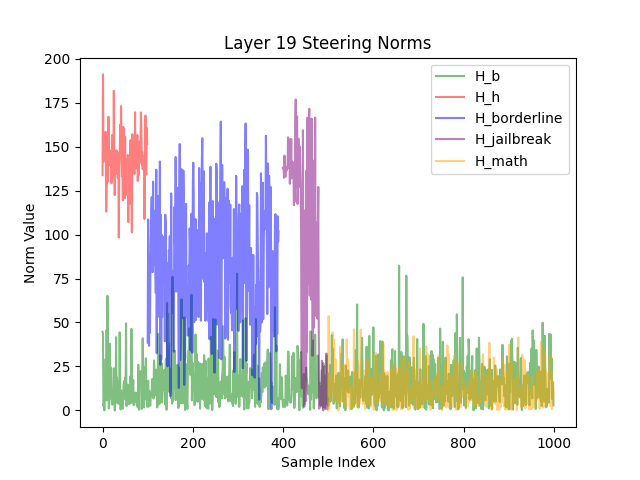 Layer 19 Steering Norms
200
175
150
125
100
75
50
25
0
Norm Value
H_b
H_h
H_borderline
H_jailbreak
H_math
0
200
400
600
800
1000
Sample Index